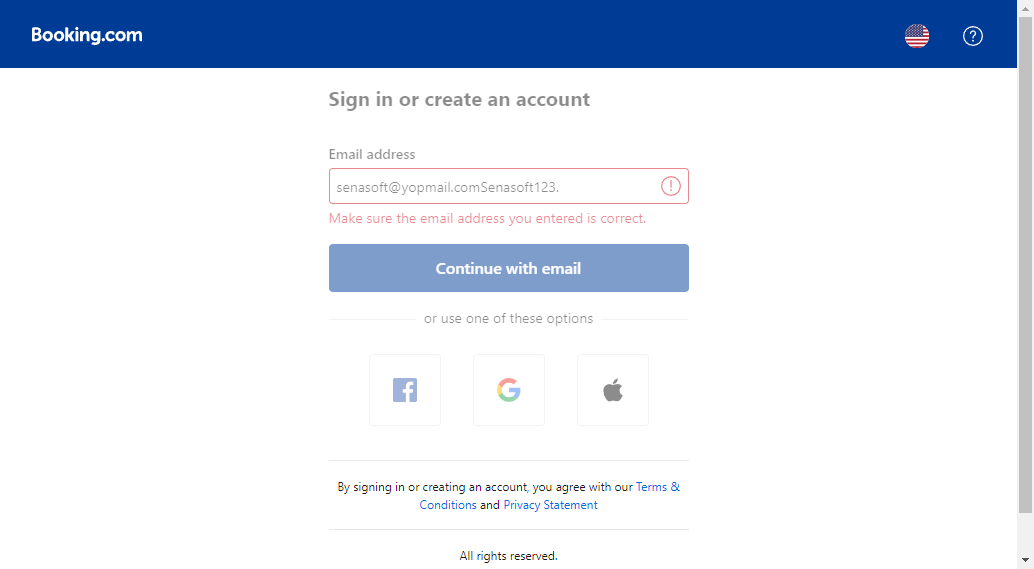 Booking.com
Sign in or create an account
Email address
senasoft@yopmail.comSenasoft123.
Make sure the email address you entered is correct.
Continue with email
or use one of these options
By signing in or creating an account, you agree with our Terms &
Conditions and Privacy Statement
All rights reserved.